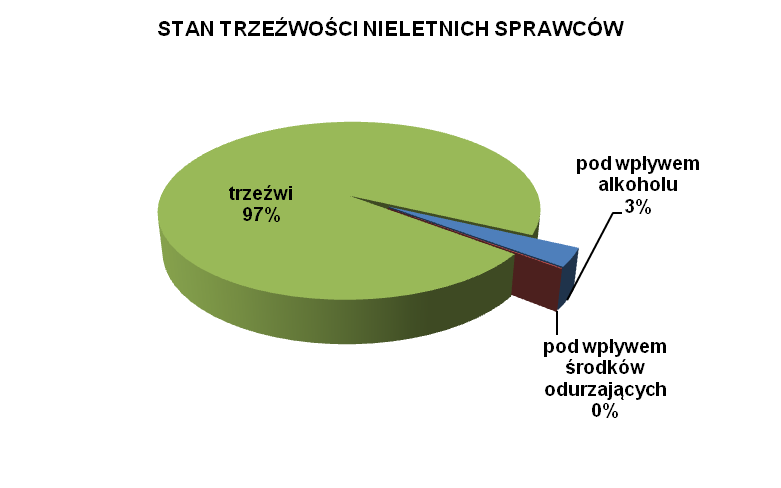 STAN TRZEŹWOŚCI NIELETNICH SPRAWCÓW
trzeźwi
97%
pod wpływem
alkoholu
3%
pod wpływem
środków
odurzających
0%